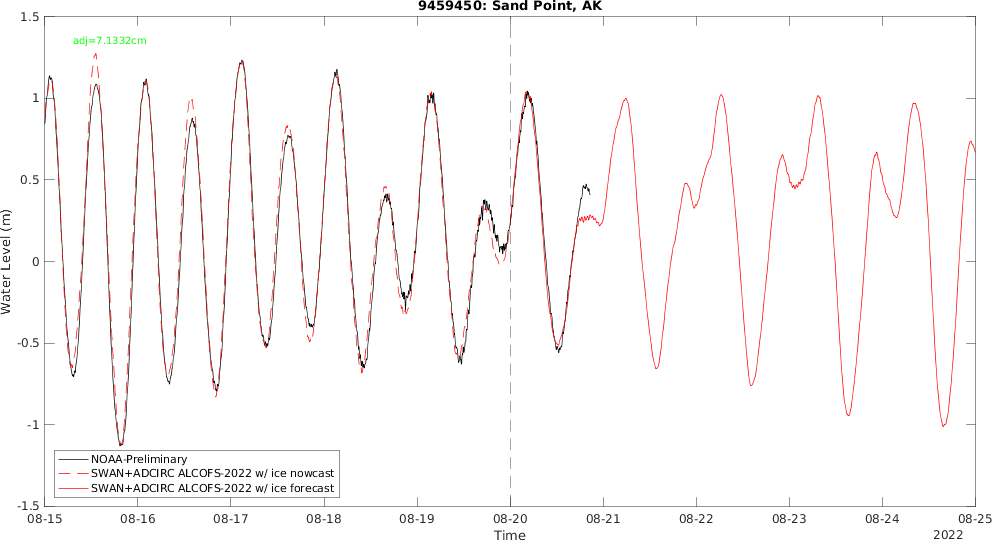 9459450: Sand Point, AK
adj=7.1332cm
Water Level (m)
1.5
1
0.5
0
-0.5
-1
-1.5
NOAA-Preliminary
SWAN+ADCIRC ALCOFS-2022 w/ ice nowcast
SWAN+ADCIRC ALCOFS-2022 w/ ice forecast
08-15 08-16 08-17 08-18 08-19 08-20 08-21 08-22 08-23 08-24 08-25
Time
2022